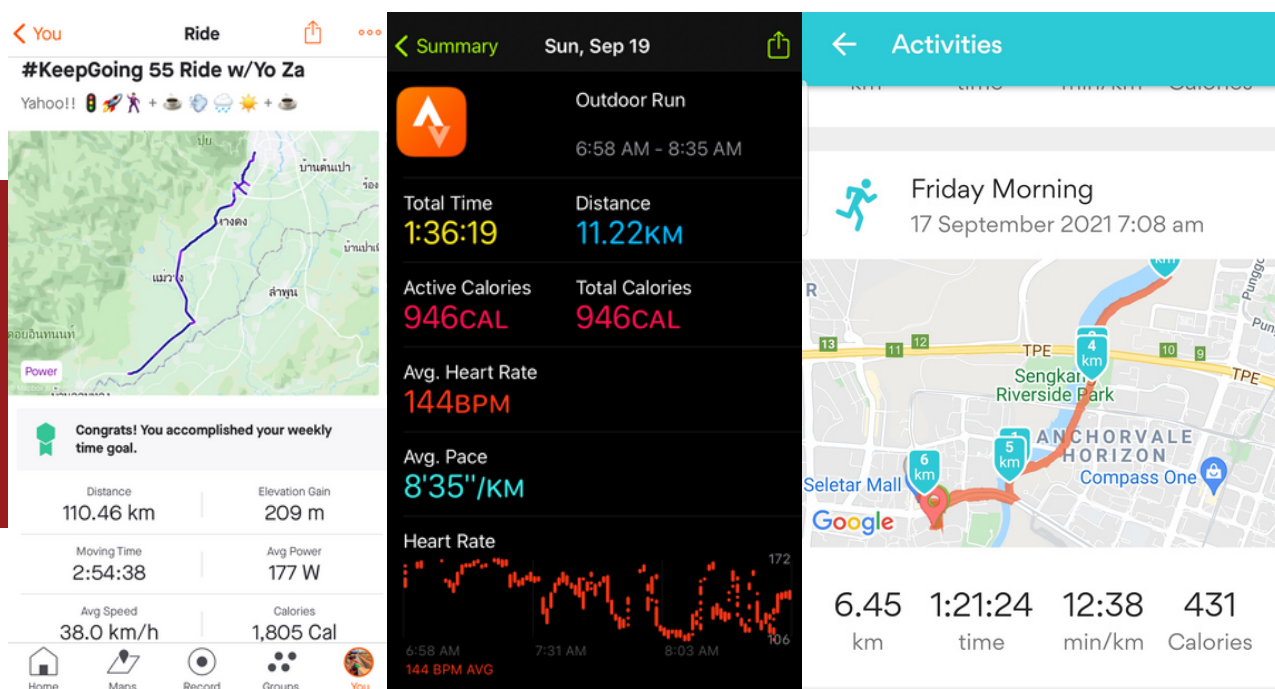 You
Ride
#KeepGoing 55 Ride w/Yo Za
Yahoo!! 🚦🚀🕺 + ☕💨🌧️☀️ + ☕
บ้านต้นเปา
หางดง
แม่วาง
ลำพูน
Power
Congrats! You accomplished your weekly
time goal.
Distance
Elevation Gain
110.46 km
209 m
Moving Time
Avg Power
2:54:38
177 W
Avg Speed
Calories
38.0 km/h
1,805 Cal
Home
Maps
Record
Groups
You
Summary
Sun, Sep 19
Outdoor Run
6:58 AM - 8:35 AM
Total Time
Distance
1:36:19
11.22KM
Active Calories
Total Calories
946CAL
946CAL
Avg. Heart Rate
144BPM
Avg. Pace
8'35"/KM
Heart Rate
172
106
6:58 AM
7:31 AM
8:03 AM
144 BPM AVG
Activities
km
time
min/km
Calories
Friday Morning
17 September 2021 7:08 am
km
R
Punggo
13
11
12
TPE
4
km
10
9
TPE
Sengkang
Riverside Park
ANCHORVALE
HORIZON
5
km
6
km
Compass One
Seletar Mall
Google
6.45
1:21:24
12:38
431
km
time
min/km
Calories